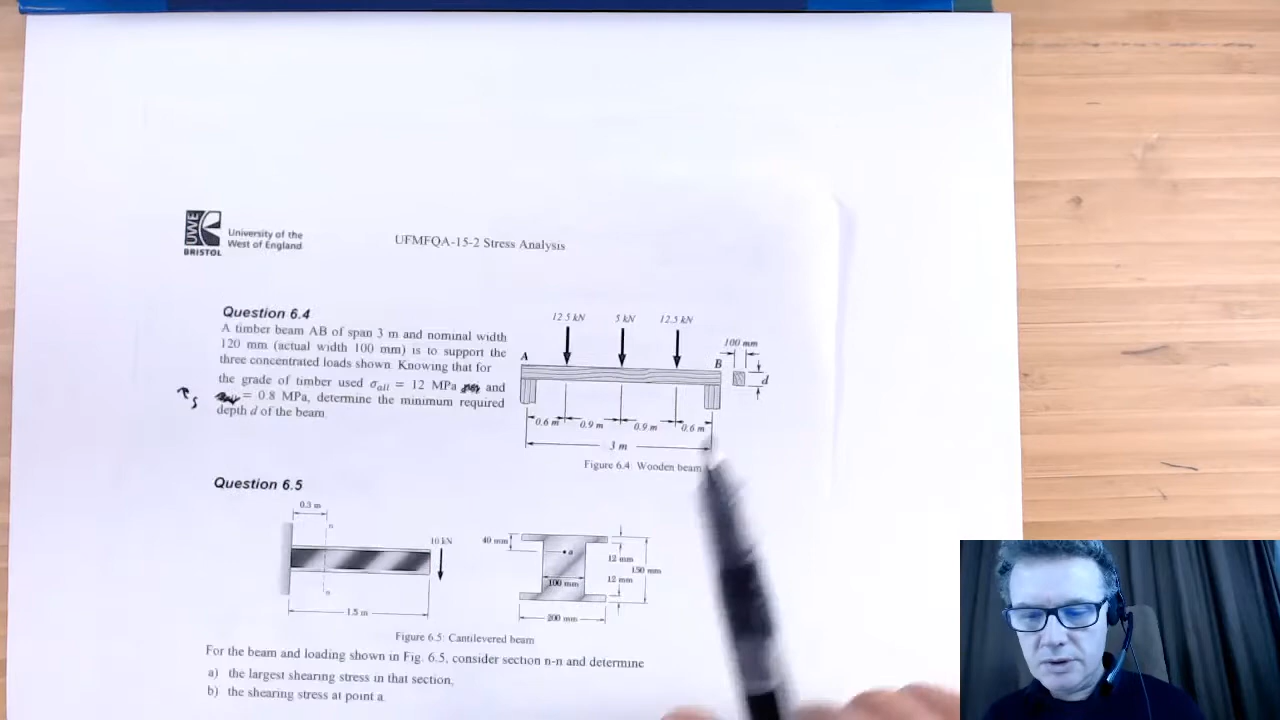 UWE
BRISTOL
University of the
West of England
UFMFQA-15-2 Stress Analysis
Question 6.4
A timber beam AB of span 3 m and nominal width
120 mm (actual width 100 mm) is to support the
three concentrated loads shown. Knowing that for
the grade of timber used σall = 12 MPa and
τs = 0.8 MPa, determine the minimum required
depth d of the beam
12.5 kN 5 kN 12.5 kN
A B
100 mm
d
0.6 m 0.9 m 0.9 m 0.6 m
3 m
Figure 6.4: Wooden beam
Question 6.5
0.3 m
n
10 kN
n
1.5 m
40 mm
a
12 mm
100 mm
12 mm
150 mm
200 mm
Figure 6.5: Cantilevered beam
For the beam and loading shown in Fig. 6.5, consider section n-n and determine
a) the largest shearing stress in that section,
b) the shearing stress at point a.